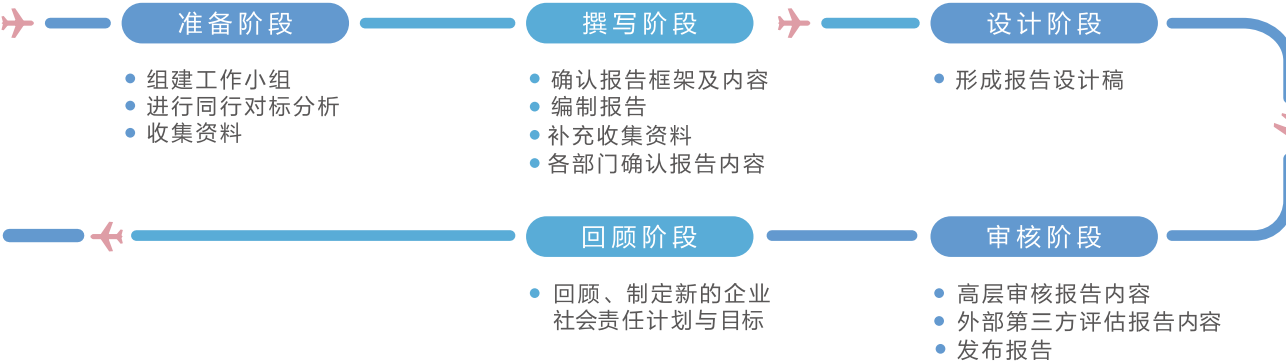 准备阶段
组建工作小组
进行同行对标分析
收集资料
撰写阶段
确认报告框架及内容
编制报告
补充收集资料
各部门确认报告内容
设计阶段
形成报告设计稿
审核阶段
高层审核报告内容
外部第三方评估报告内容
发布报告
回顾阶段
回顾、制定新的企业
社会责任计划与目标